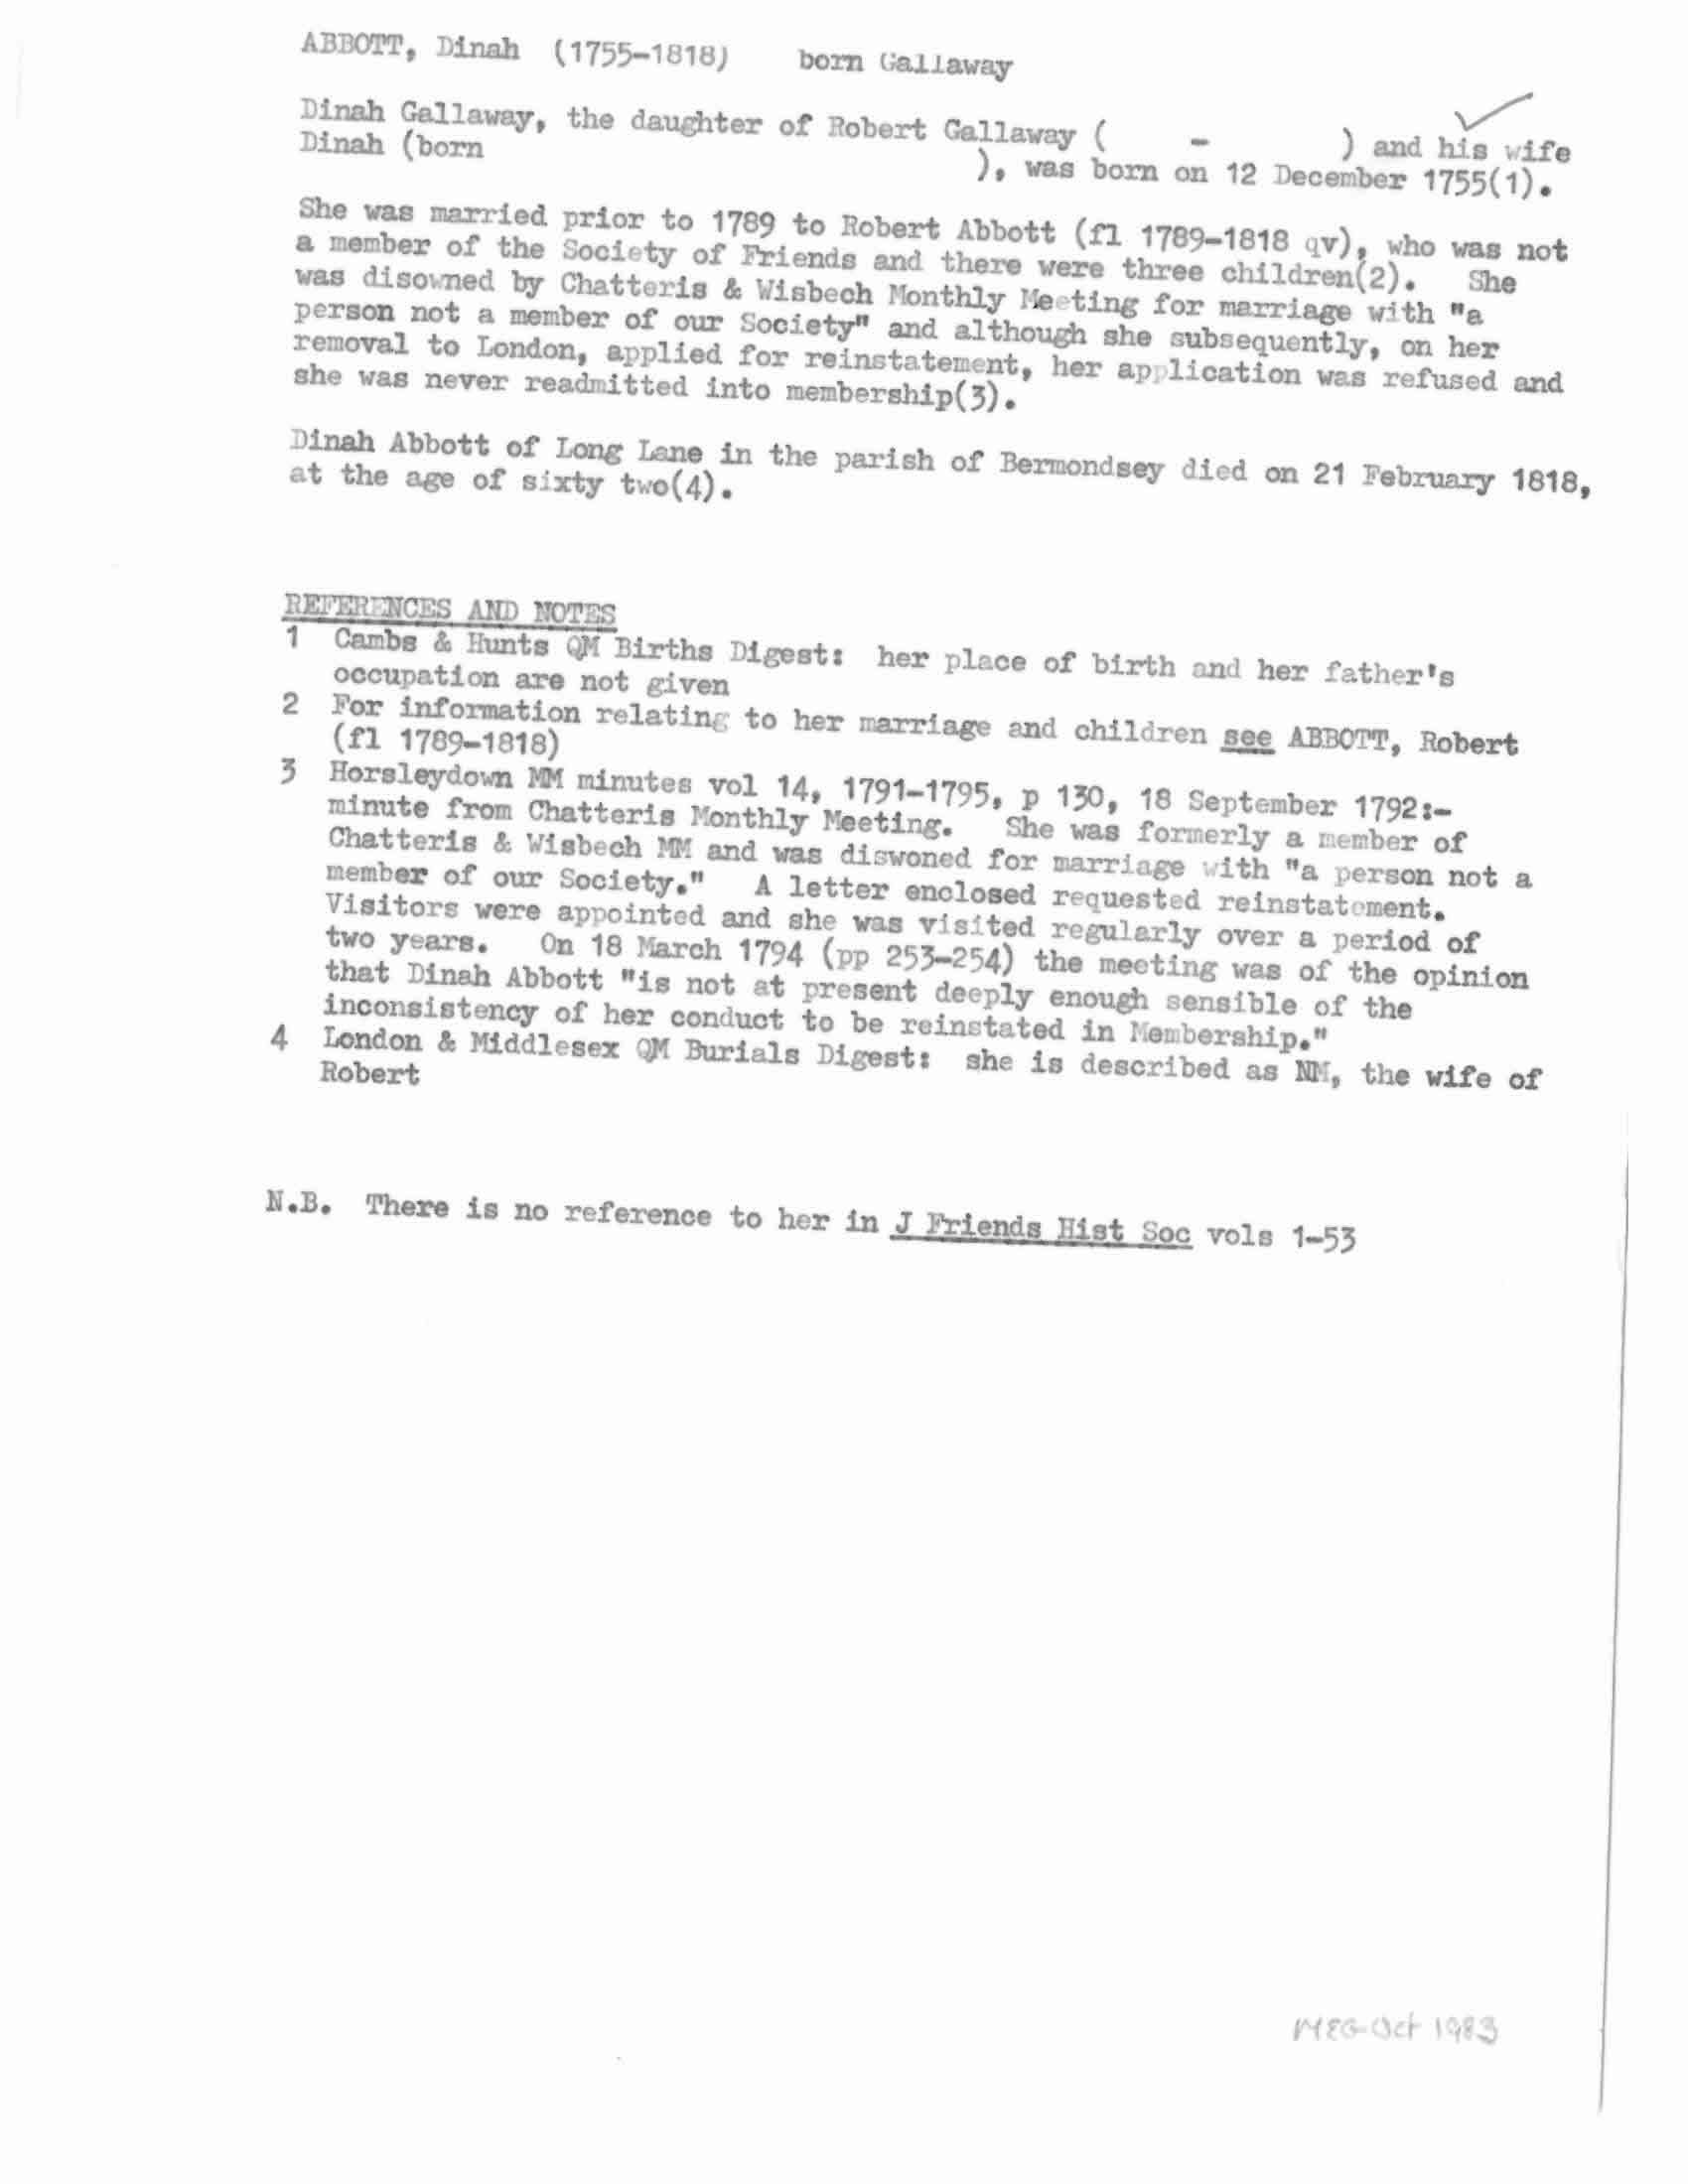 ABBOTT, Dinah (1755-1818) born Gallaway
Dinah Gallaway, the daughter of Robert Gallaway ( - ) and his wife
Dinah (born ), was born on 12 December 1755(1).
She was married prior to 1789 to Robert Abbott (fl 1789-1818 qv), who was not
a member of the Society of Friends and there were three children(2). She
was disowned by Chatteris & Wisbech Monthly Meeting for marriage with "a
person not a member of our Society" and although she subsequently, on her
removal to London, applied for reinstatement, her application was refused and
she was never readmitted into membership(3).
Dinah Abbott of Long Lane in the parish of Bermondsey died on 21 February 1818,
at the age of sixty two(4).
REFERENCES AND NOTES
1 Cambs & Hunts QM Births Digest: her place of birth and her father's
occupation are not given
2 For information relating to her marriage and children see ABBOTT, Robert
(fl 1789-1818)
3 Horsleydown MM minutes vol 14, 1791-1795, p 130, 18 September 1792:-
minute from Chatteris Monthly Meeting. She was formerly a member of
Chatteris & Wisbech MM and was diswoned for marriage with "a person not a
member of our Society." A letter enclosed requested reinstatement.
Visitors were appointed and she was visited regularly over a period of
two years. On 18 March 1794 (pp 253-254) the meeting was of the opinion
that Dinah Abbott "is not at present deeply enough sensible of the
inconsistency of her conduct to be reinstated in Membership."
4 London & Middlesex QM Burials Digest: she is described as NM, the wife of
Robert
N.B. There is no reference to her in J Friends Hist Soc vols 1-53
MEG Oct 1983